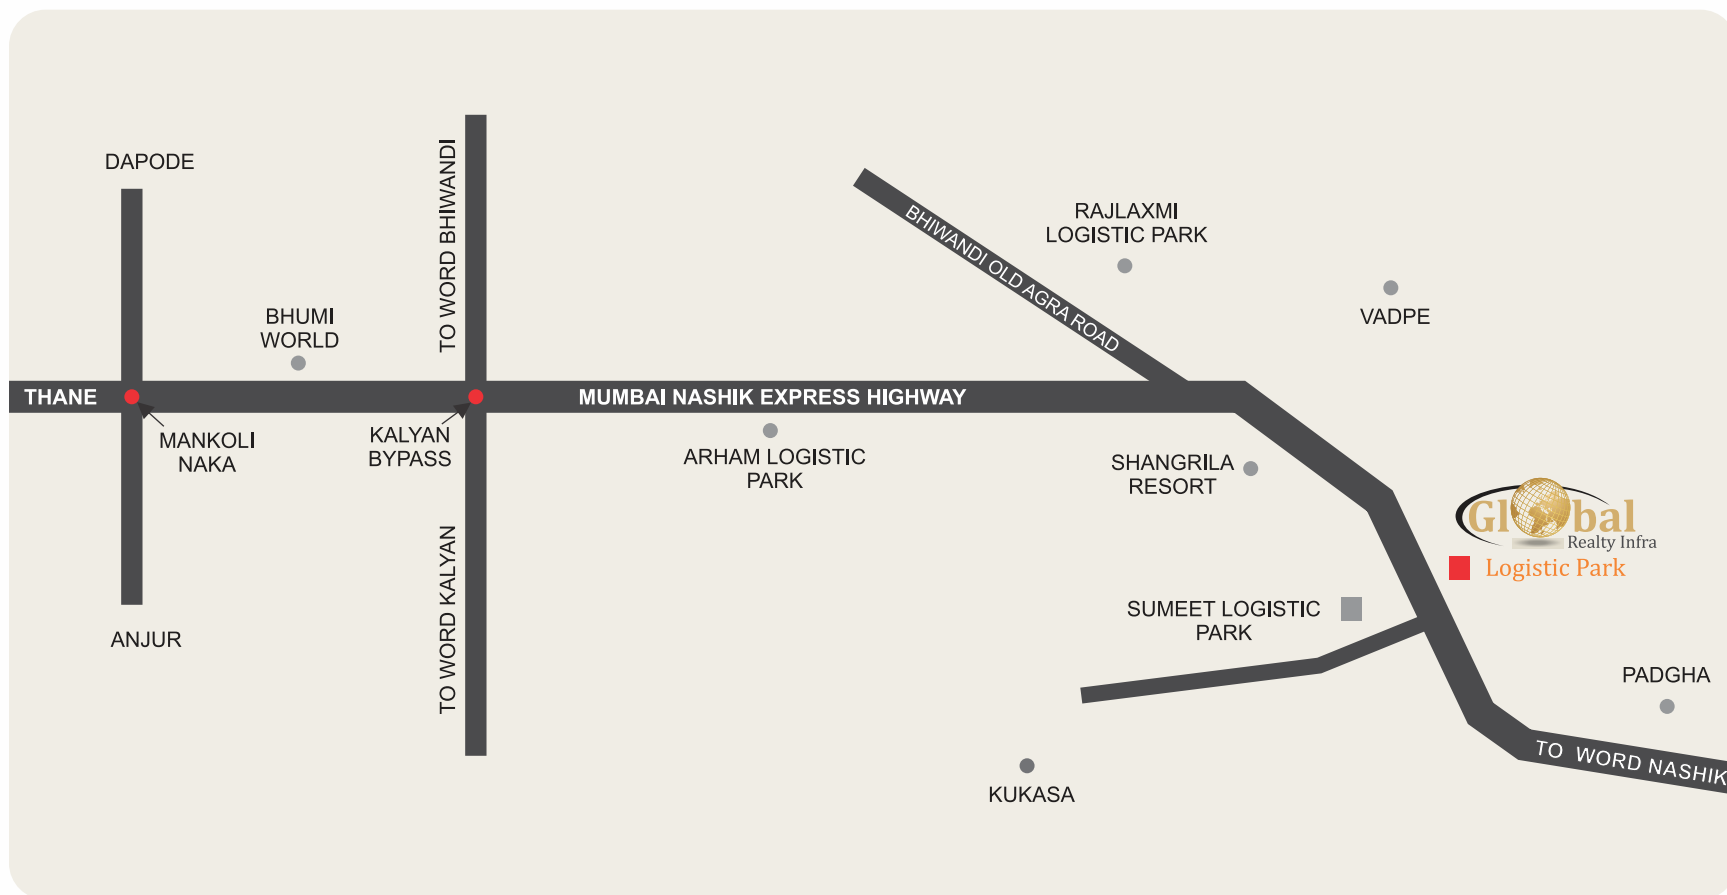 DAPODE
TO WORD BHIWANDI
BHIWANDI OLD AGRA ROAD
RAJLAXMI
LOGISTIC PARK
VADPE
BHUMI
WORLD
THANE
MUMBAI NASHIK EXPRESS HIGHWAY
MANKOLI
NAKA
KALYAN
BYPASS
ARHAM LOGISTIC
PARK
SHANGRILA
RESORT
Global
Realty Infra
Logistic Park
TO WORD KALYAN
SUMEET LOGISTIC
PARK
ANJUR
PADGHA
TO WORD NASHIK
KUKASA